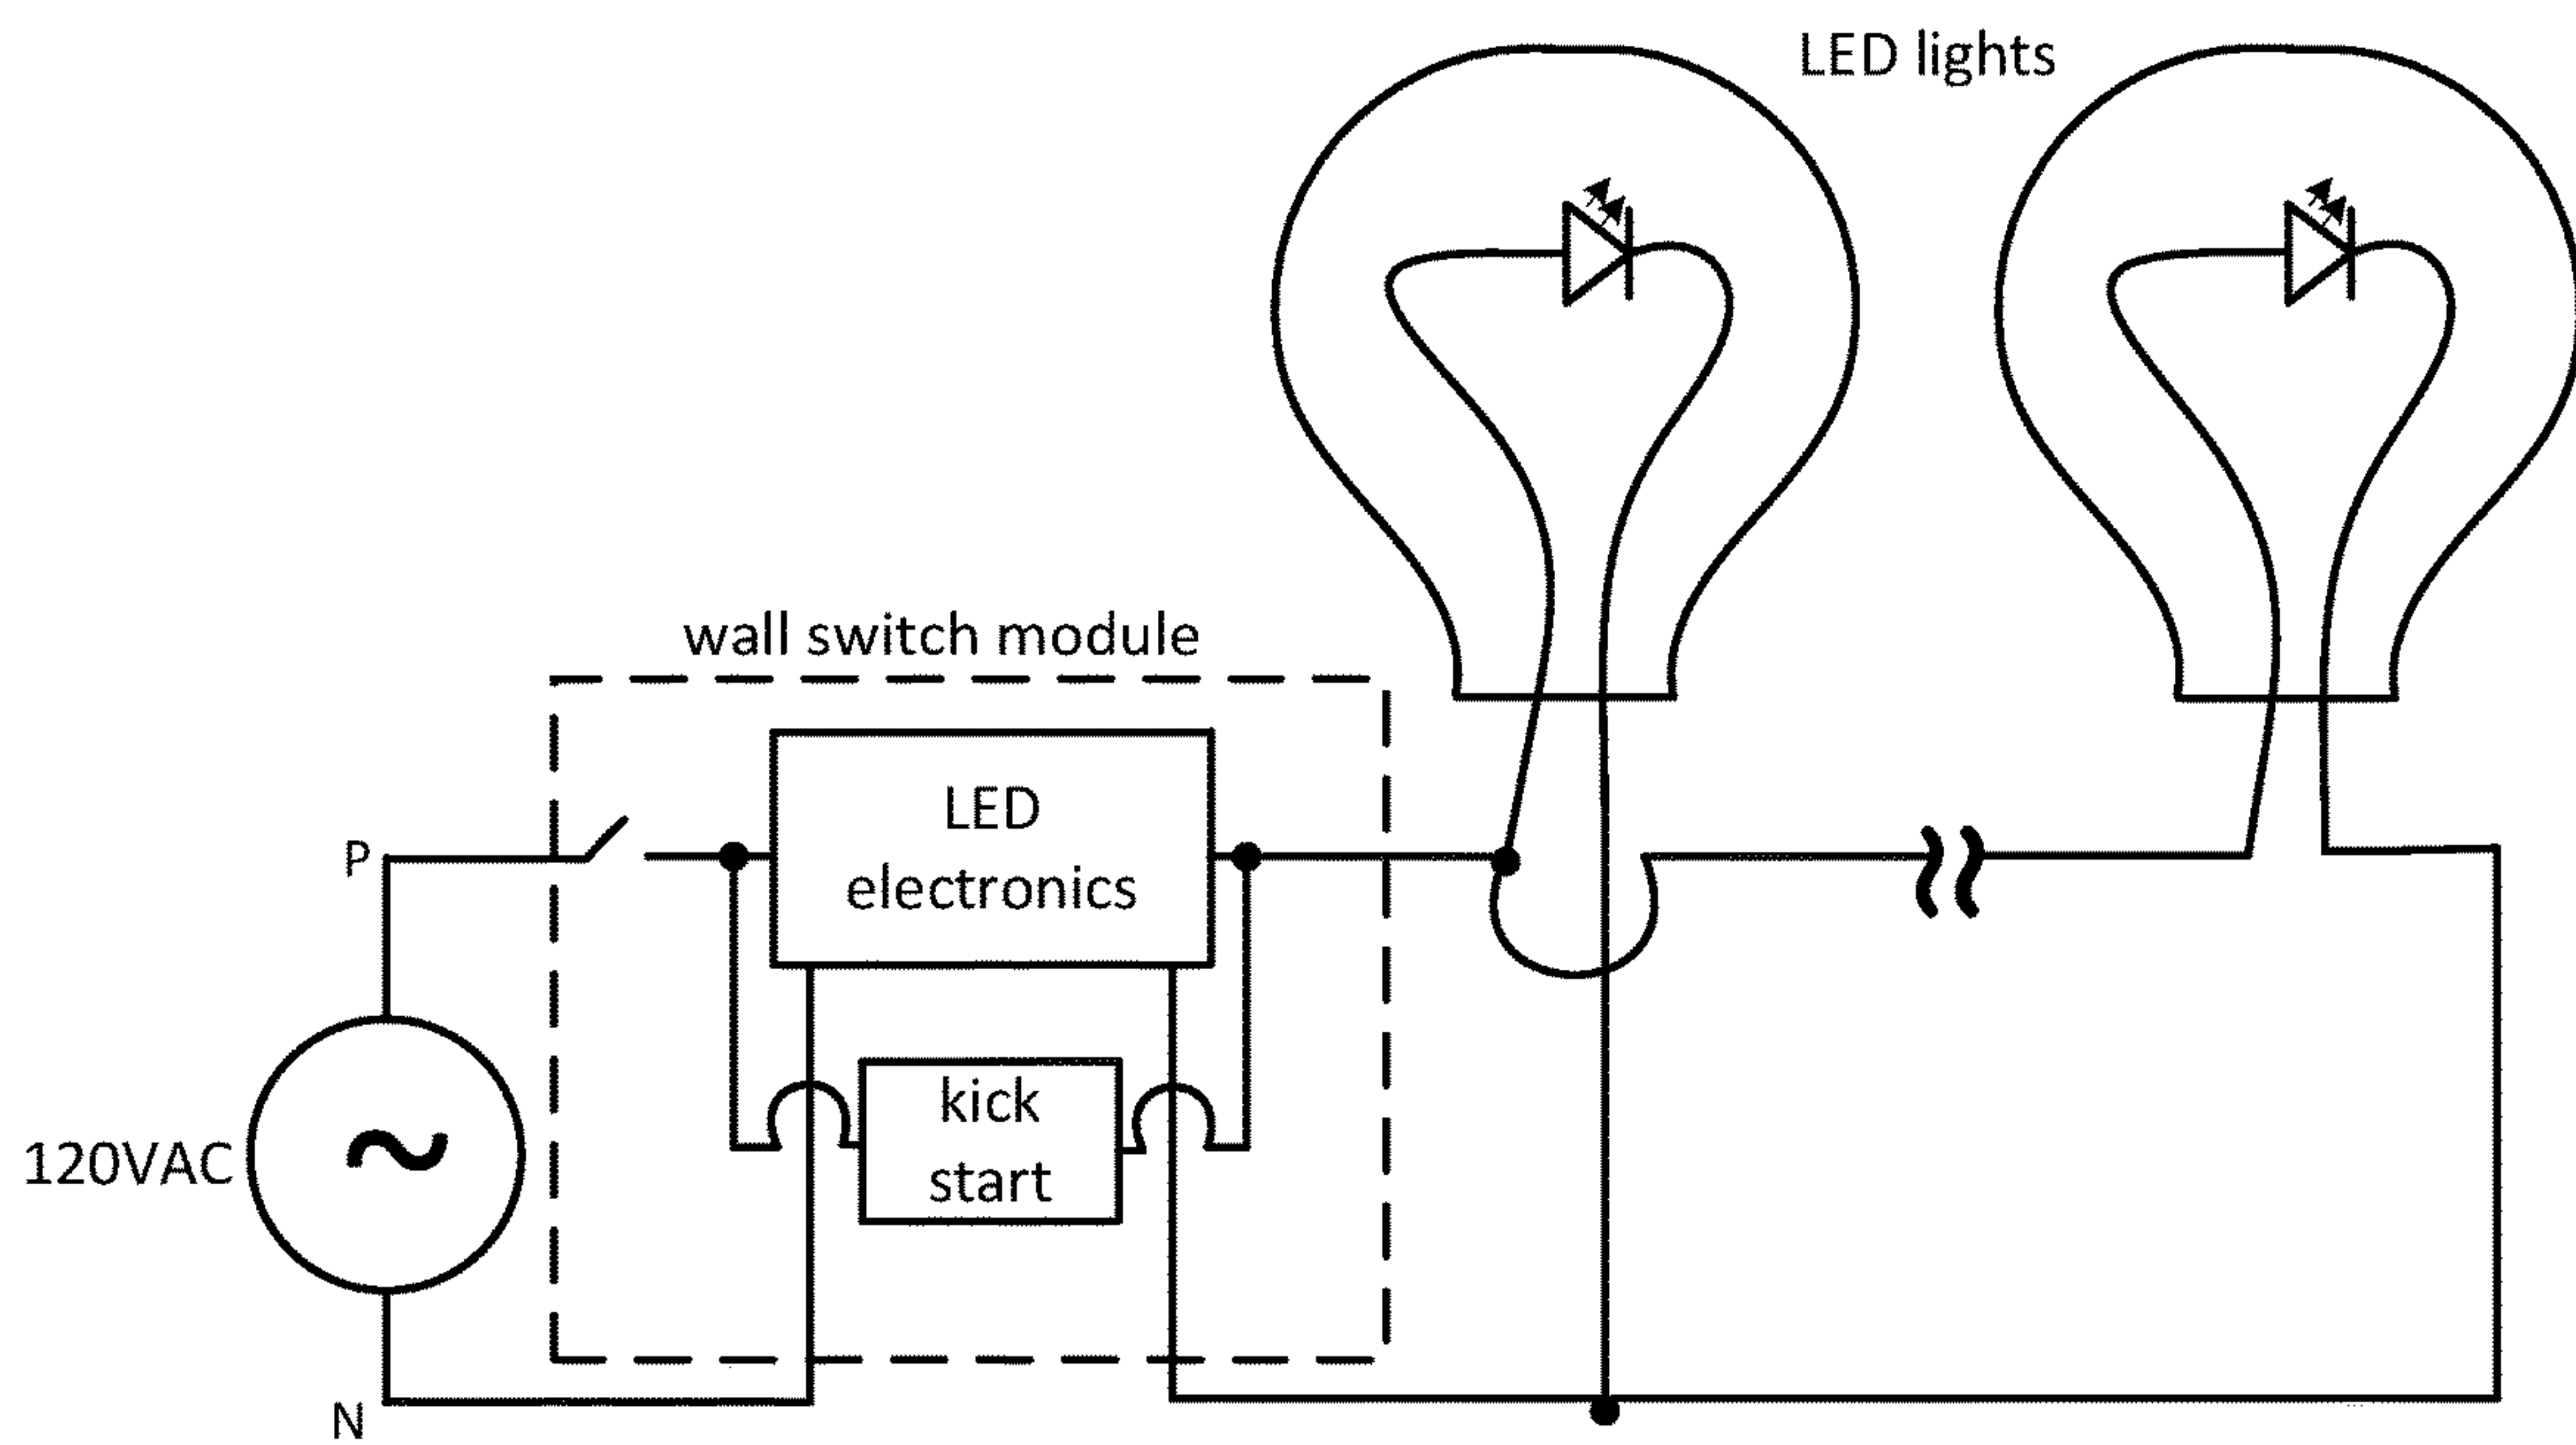 LED lights
wall switch module
LED
electronics
P
kick
start
120VAC
N